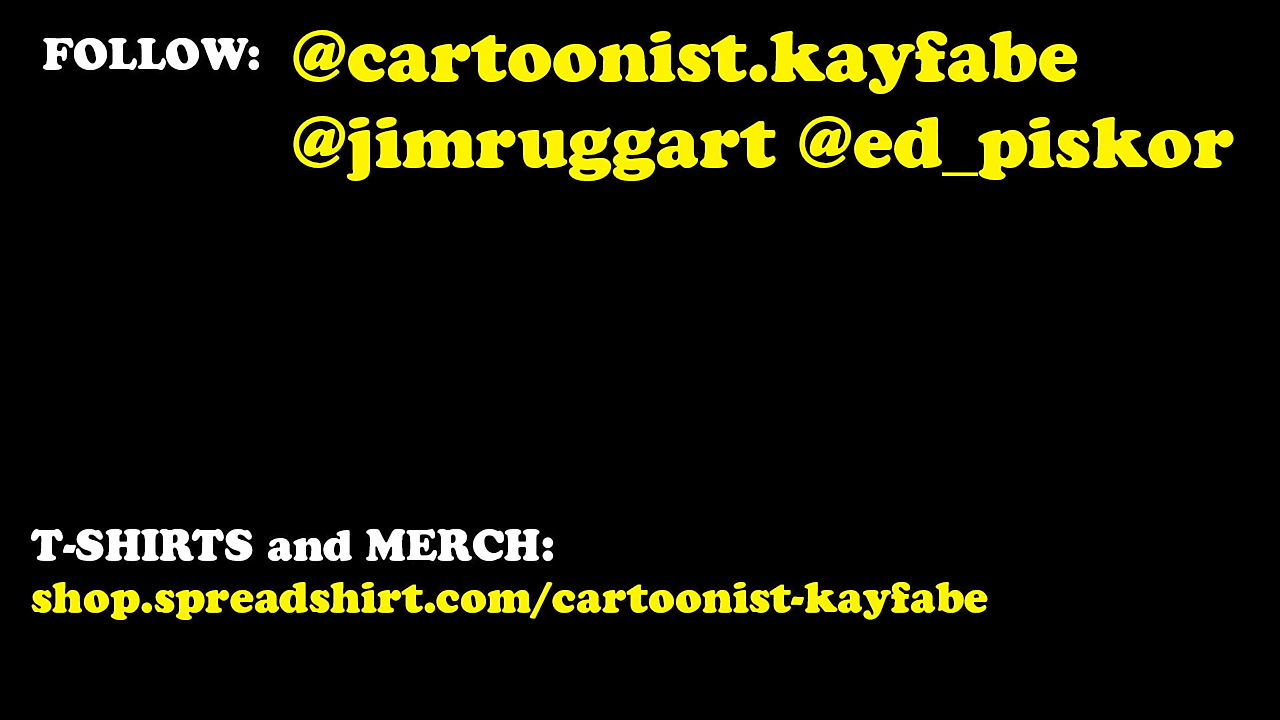 FOLLOW: @cartoonist.kayfabe
@jimruggart @ed_piskor
T-SHIRTS and MERCH:
shop.spreadshirt.com/cartoonist-kayfabe